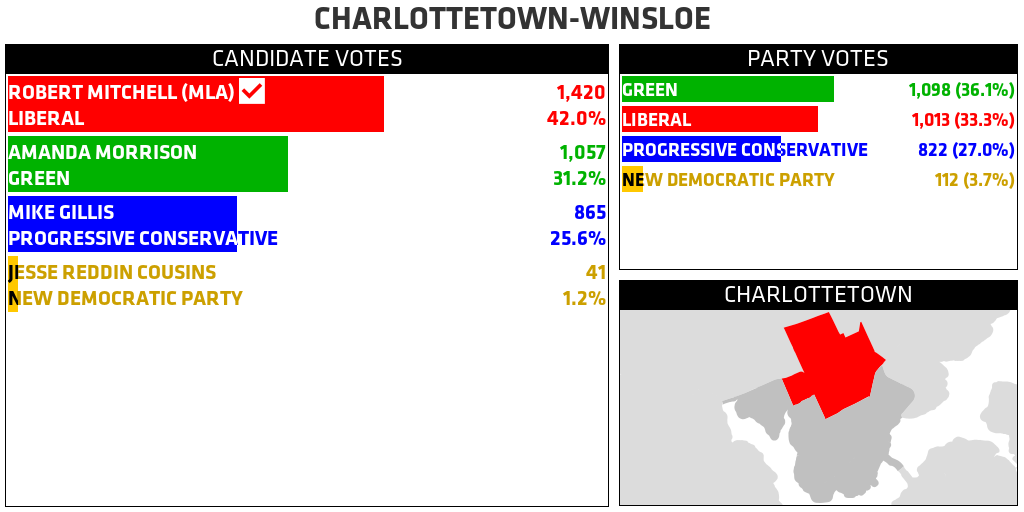 CHARLOTTETOWN-WINSLOE
CANDIDATE VOTES
ROBERT MITCHELL (MLA) 1,420
LIBERAL 42.0%
AMANDA MORRISON 1,057
GREEN 31.2%
MIKE GILLIS 865
PROGRESSIVE CONSERVATIVE 25.6%
JESSE REDDIN COUSINS 41
NEW DEMOCRATIC PARTY 1.2%
PARTY VOTES
GREEN 1,098 (36.1%)
LIBERAL 1,013 (33.3%)
PROGRESSIVE CONSERVATIVE 822 (27.0%)
NEW DEMOCRATIC PARTY 112 (3.7%)
CHARLOTTETOWN